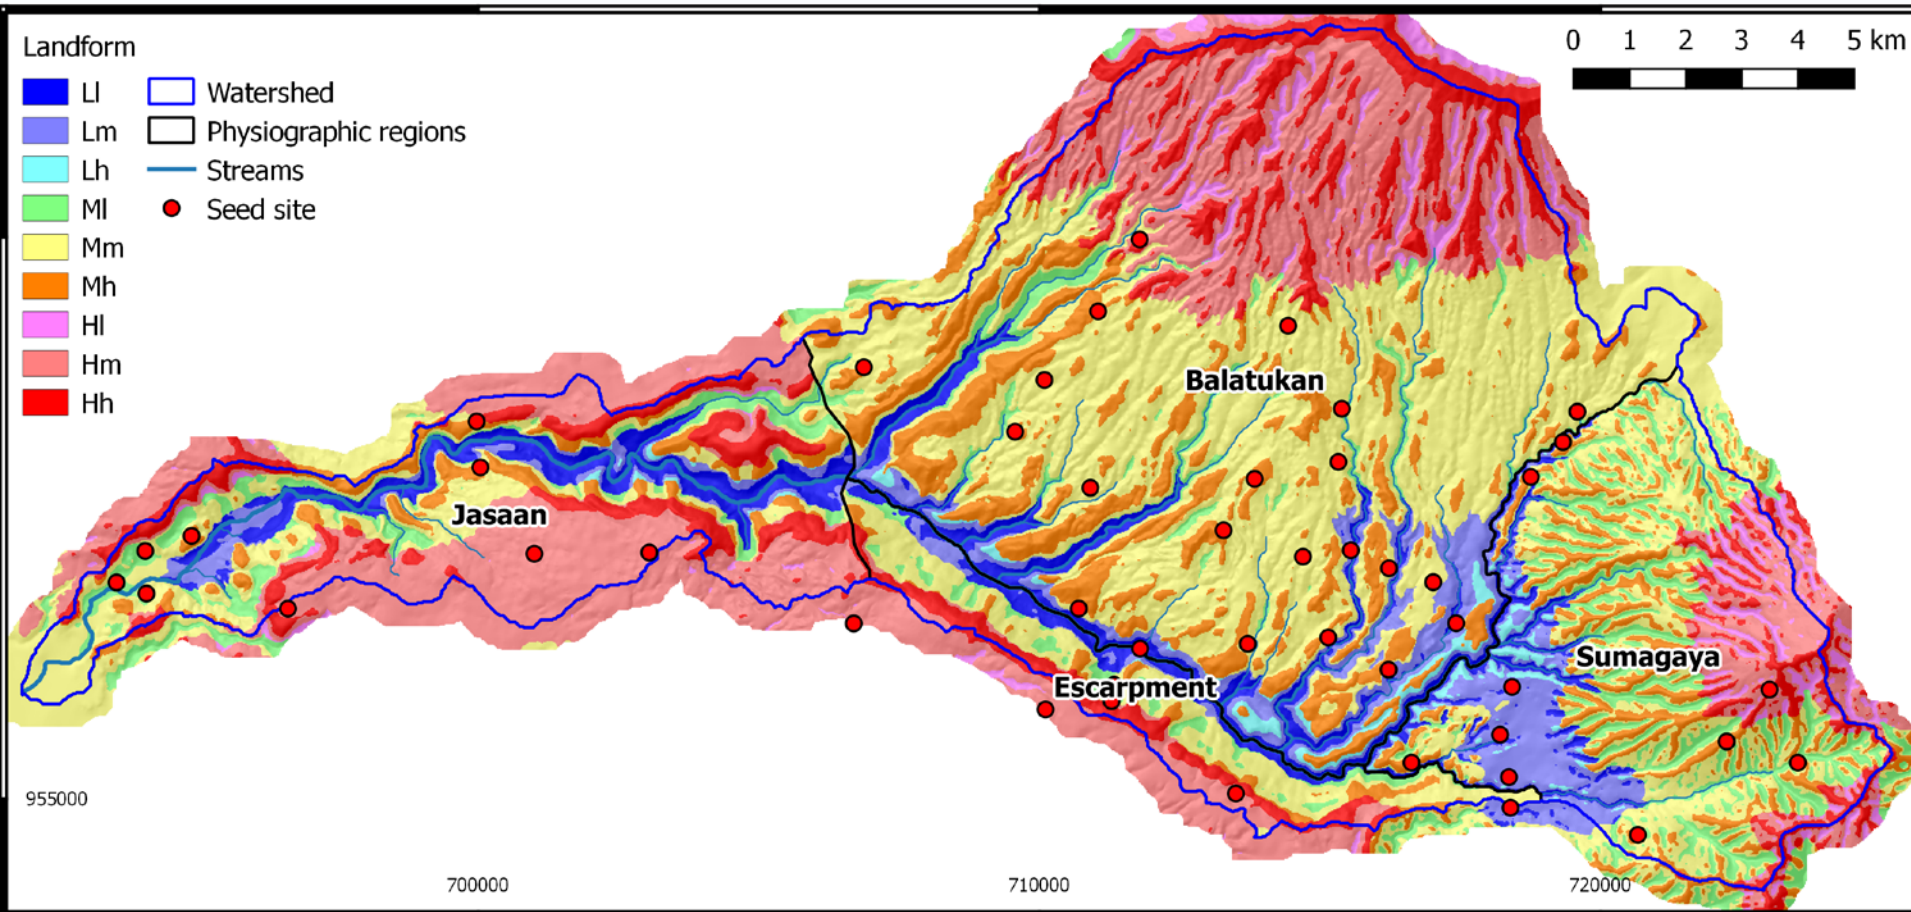 Landform
Ll
Lm
Lh
Ml
Mm
Mh
Hl
Hm
Hh
Watershed
Physiographic regions
Streams
Seed site
0 1 2 3 4 5 km
Balatukan
Jasaan
Sumagaya
Escarpment
955000
700000
710000
720000